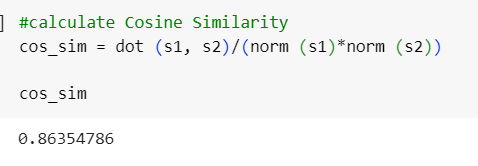 ] #calculate Cosine Similarity
cos_sim = dot (s1, s2)/(norm (s1)*norm (s2))
cos_sim
0.86354786